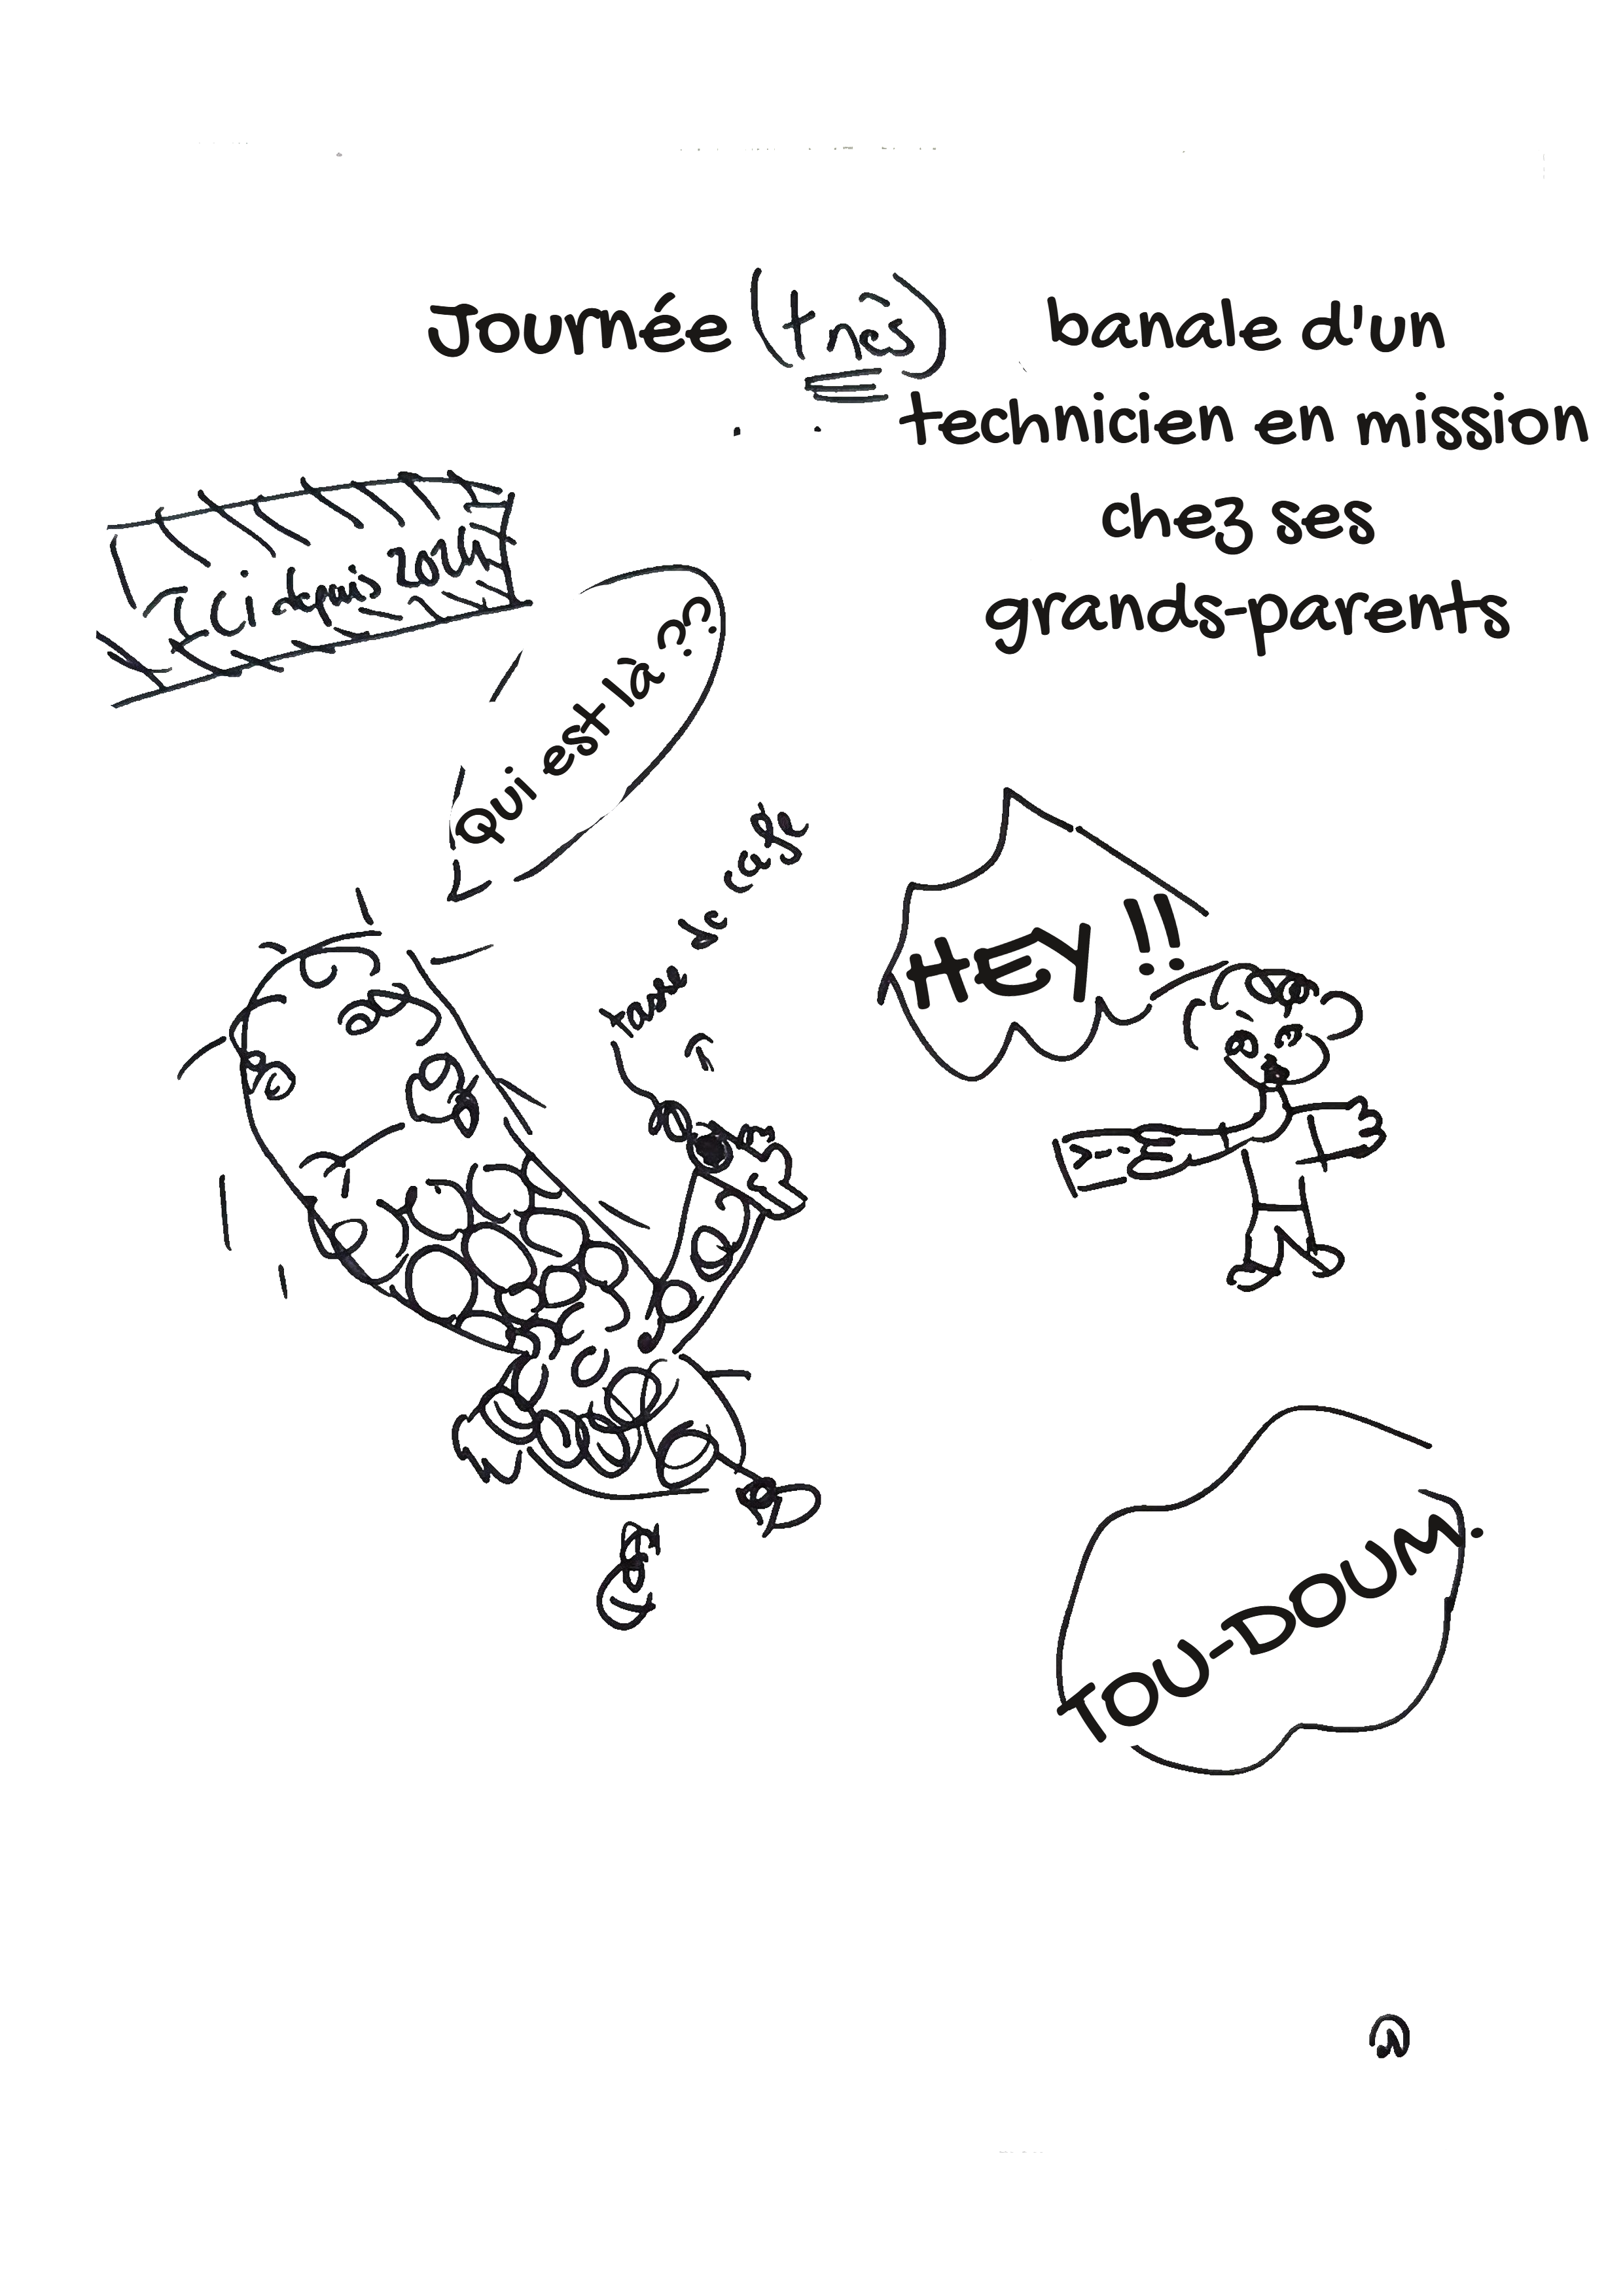 Journée (très) banale d'un
technicien en mission
chez ses
grands-parents
ici depuis 2024
Qui est là ??
tasse de café
HEY !!
>---
TOU-DOUM.